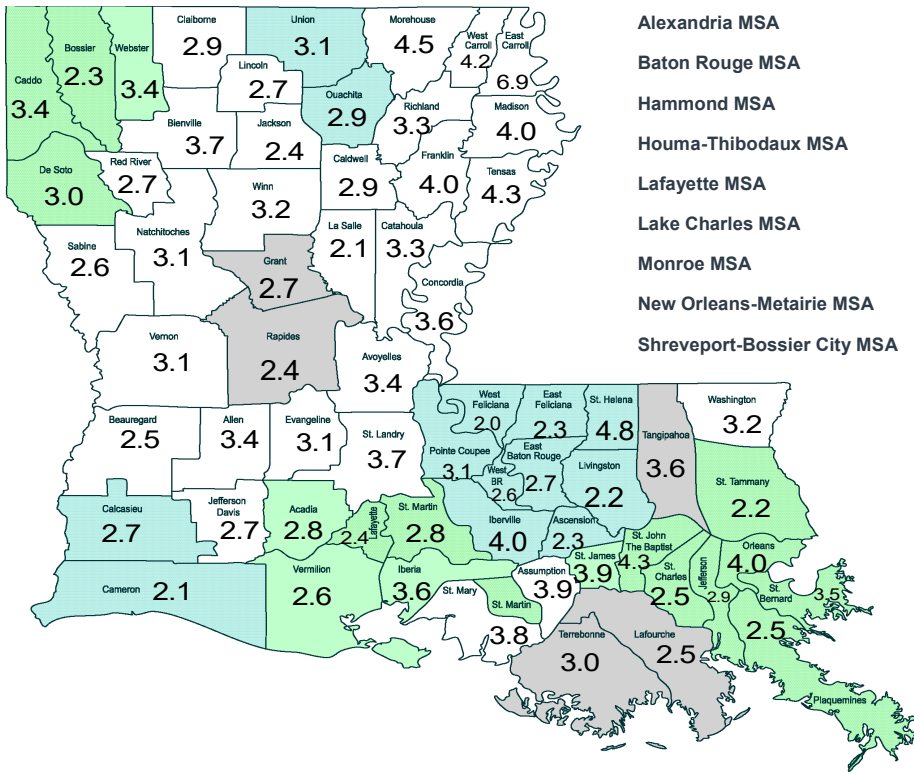 Alexandria MSA
Baton Rouge MSA
Hammond MSA
Houma-Thibodaux MSA
Lafayette MSA
Lake Charles MSA
Monroe MSA
New Orleans-Metairie MSA
Shreveport-Bossier City MSA
Caddo
3.4
Bossier
2.3
Webster
3.4
Claiborne
2.9
Union
3.1
Morehouse
4.5
West
Carroll
4.2
East
Carroll
6.9
Lincoln
2.7
Ouachita
2.9
Richland
3.3
Madison
4.0
Bienville
3.7
Jackson
2.4
Caldwell
2.9
Franklin
4.0
Tensas
4.3
De Soto
3.0
Red River
2.7
Winn
3.2
Natchitoches
3.1
Sabine
2.6
La Salle
2.1
Catahoula
3.3
Grant
2.7
Concordia
3.6
Vernon
3.1
Rapides
2.4
Avoyelles
3.4
Beauregard
2.5
Allen
3.4
Evangeline
3.1
St. Landry
3.7
West
Feliciana
2.0
East
Feliciana
2.3
St. Helena
4.8
Tangipahoa
3.6
Washington
3.2
Pointe Coupee
3.1
West
BR
2.6
East
Baton Rouge
2.7
Livingston
2.2
St. Tammany
2.2
Calcasieu
2.7
Jefferson
Davis
2.7
Acadia
2.8
Lafayette
2.4
St. Martin
2.8
Iberville
4.0
Ascension
2.3
St. James
3.9
St. John
The Baptist
4.3
St.
Charles
2.5
Jefferson
2.9
Orleans
4.0
St.
Bernard
3.5
Cameron
2.1
Vermilion
2.6
Iberia
3.6
St. Mary
3.8
St. Martin
Assumption
3.9
Terrebonne
3.0
Lafourche
2.5
2.5
Plaquemines